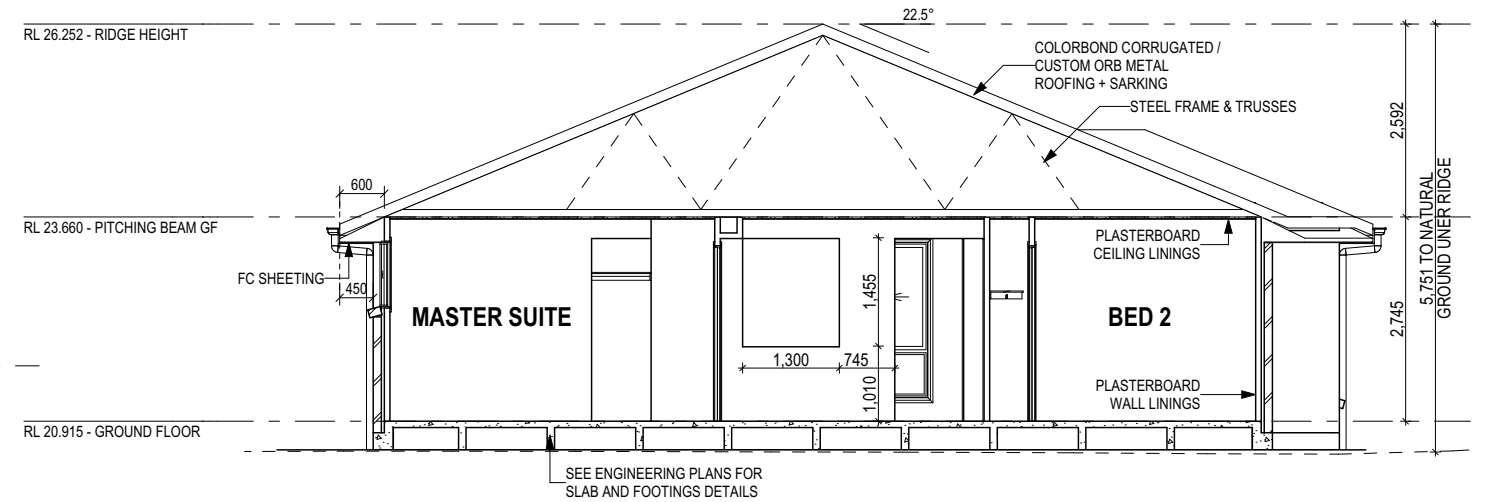 22.5°
RL 26.252 - RIDGE HEIGHT
COLORBOND CORRUGATED /
CUSTOM ORB METAL
ROOFING + SARKING
STEEL FRAME & TRUSSES
2,592
600
RL 23.660 - PITCHING BEAM GF
PLASTERBOARD
CEILING LININGS
FC SHEETING
450
MASTER SUITE
1,455
BED 2
2,745
5,751 TO NATURAL
GROUND UNER RIDGE
1,300
745
1,010
PLASTERBOARD
WALL LININGS
RL 20.915 - GROUND FLOOR
SEE ENGINEERING PLANS FOR
SLAB AND FOOTINGS DETAILS